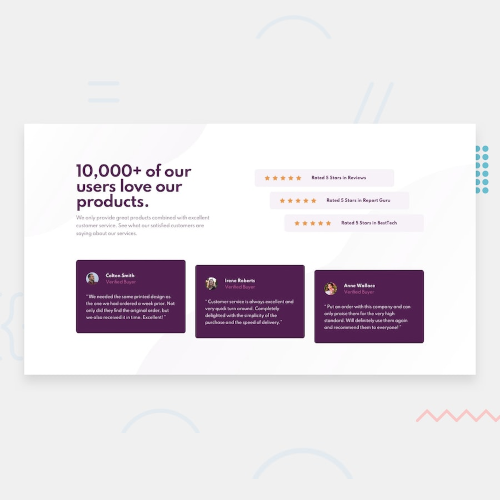 10,000+ of our
users love our
products.
We only provide great products combined with excellent
customer service. See what our satisfied customers are
saying about our services.
Rated 5 Stars in Reviews
Rated 5 Stars in Report Guru
Rated 5 Stars in BestTech
Colton Smith
Verified Buyer
" We needed the same printed design as
the one we had ordered a week prior. Not
only did they find the original order, but
we also received it in time. Excellent! "
Irene Roberts
Verified Buyer
" Customer service is always excellent and
very quick turn around. Completely
delighted with the simplicity of the
purchase and the speed of delivery. "
Anne Wallace
Verified Buyer
" Put an order with this company and can
only praise them for the very high
standard. Will definitely use them again
and recommend them to everyone! "